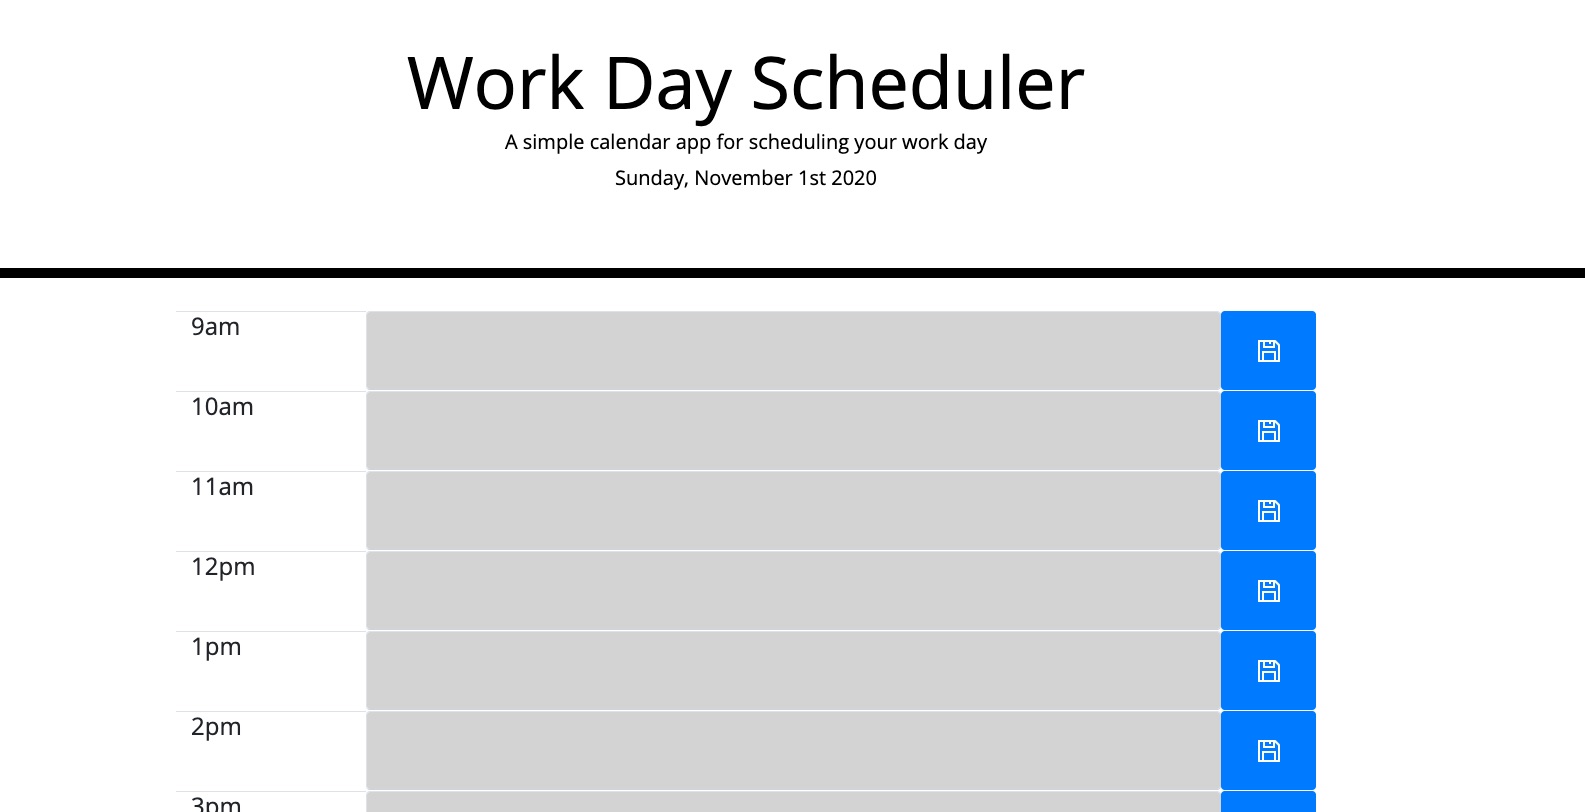 Work Day Scheduler
A simple calendar app for scheduling your work day
Sunday, November 1st 2020
9am
10am
11am
12pm
1pm
2pm
3pm